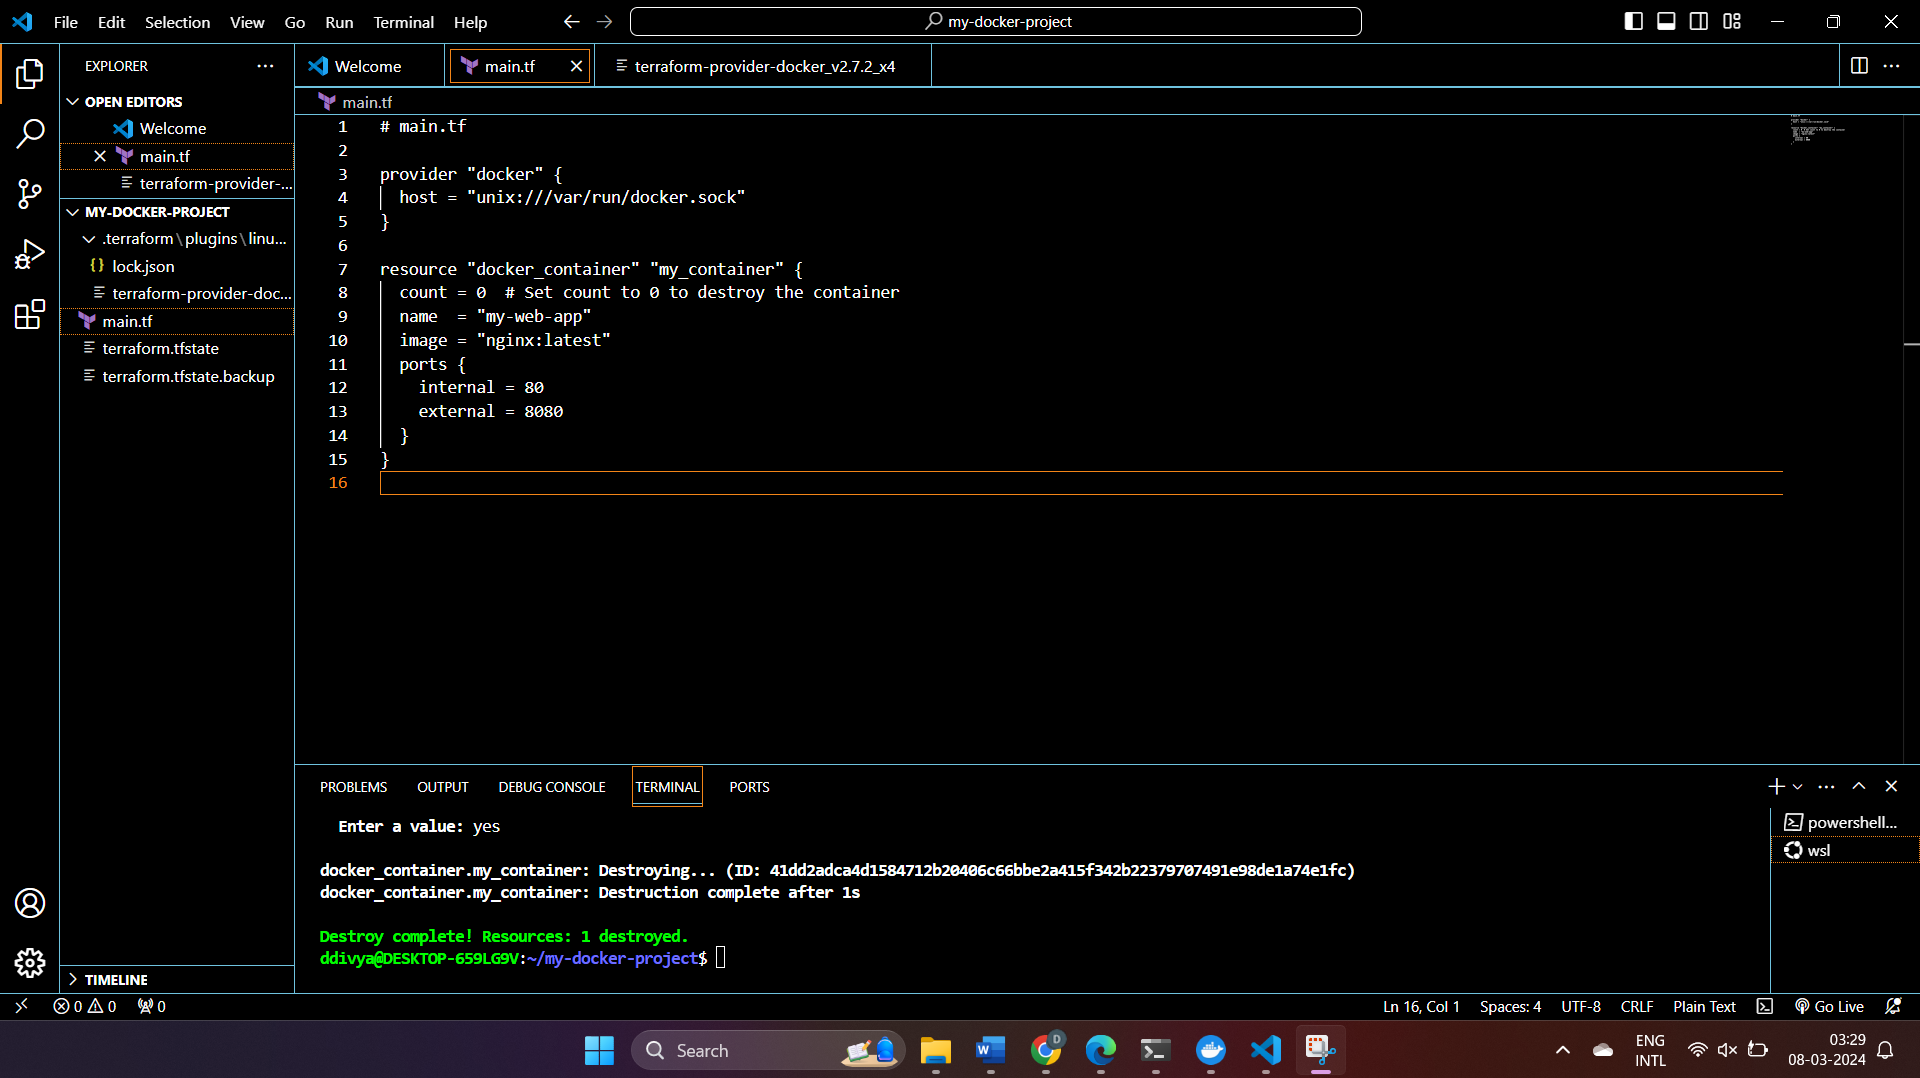 File Edit Selection View Go Run Terminal Help
my-docker-project
EXPLORER
OPEN EDITORS
Welcome
main.tf
terraform-provider-...
MY-DOCKER-PROJECT
.terraform\plugins\linu...
lock.json
terraform-provider-doc...
main.tf
terraform.tfstate
terraform.tfstate.backup
TIMELINE
Welcome main.tf terraform-provider-docker_v2.7.2_x4
main.tf
1 # main.tf
2
3 provider "docker" {
4 host = "unix:///var/run/docker.sock"
5 }
6
7 resource "docker_container" "my_container" {
8 count = 0 # Set count to 0 to destroy the container
9 name = "my-web-app"
10 image = "nginx:latest"
11 ports {
12 internal = 80
13 external = 8080
14 }
15 }
16
PROBLEMS OUTPUT DEBUG CONSOLE TERMINAL PORTS
Enter a value: yes
docker_container.my_container: Destroying... (ID: 41dd2adca4d1584712b20406c66bbe2a415f342b22379707491e98de1a74e1fc)
docker_container.my_container: Destruction complete after 1s
Destroy complete! Resources: 1 destroyed.
ddivya@DESKTOP-659LG9V:~/my-docker-project$
powershell...
wsl
0 0 0
Ln 16, Col 1 Spaces: 4 UTF-8 CRLF Plain Text Go Live
Search
D
ENG
INTL
03:29
08-03-2024